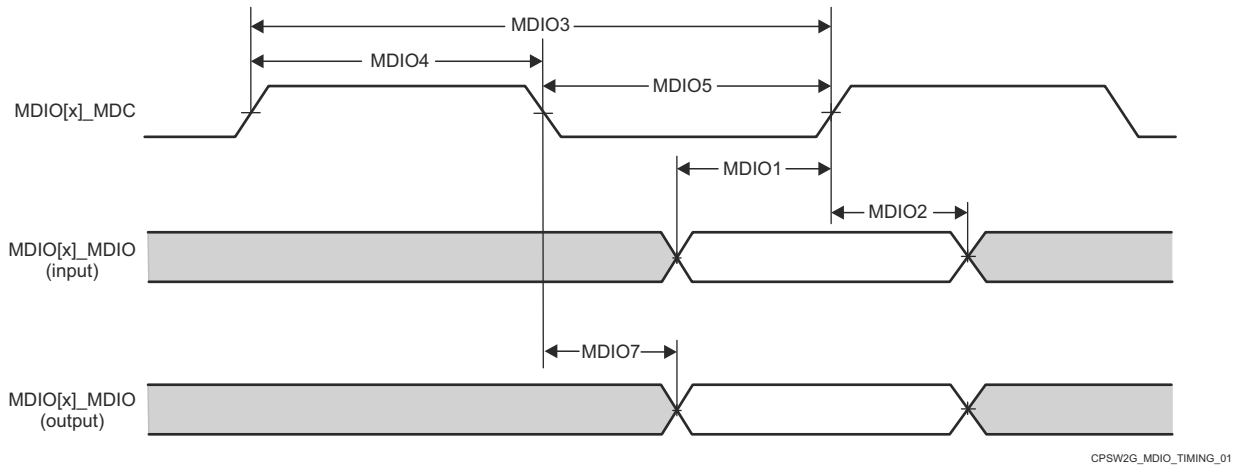 MDIO3
MDIO4
MDIO5
MDIO[x]_MDC
MDIO1
MDIO2
MDIO[x]_MDIO
(input)
MDIO7
MDIO[x]_MDIO
(output)
CPSW2G_MDIO_TIMING_01